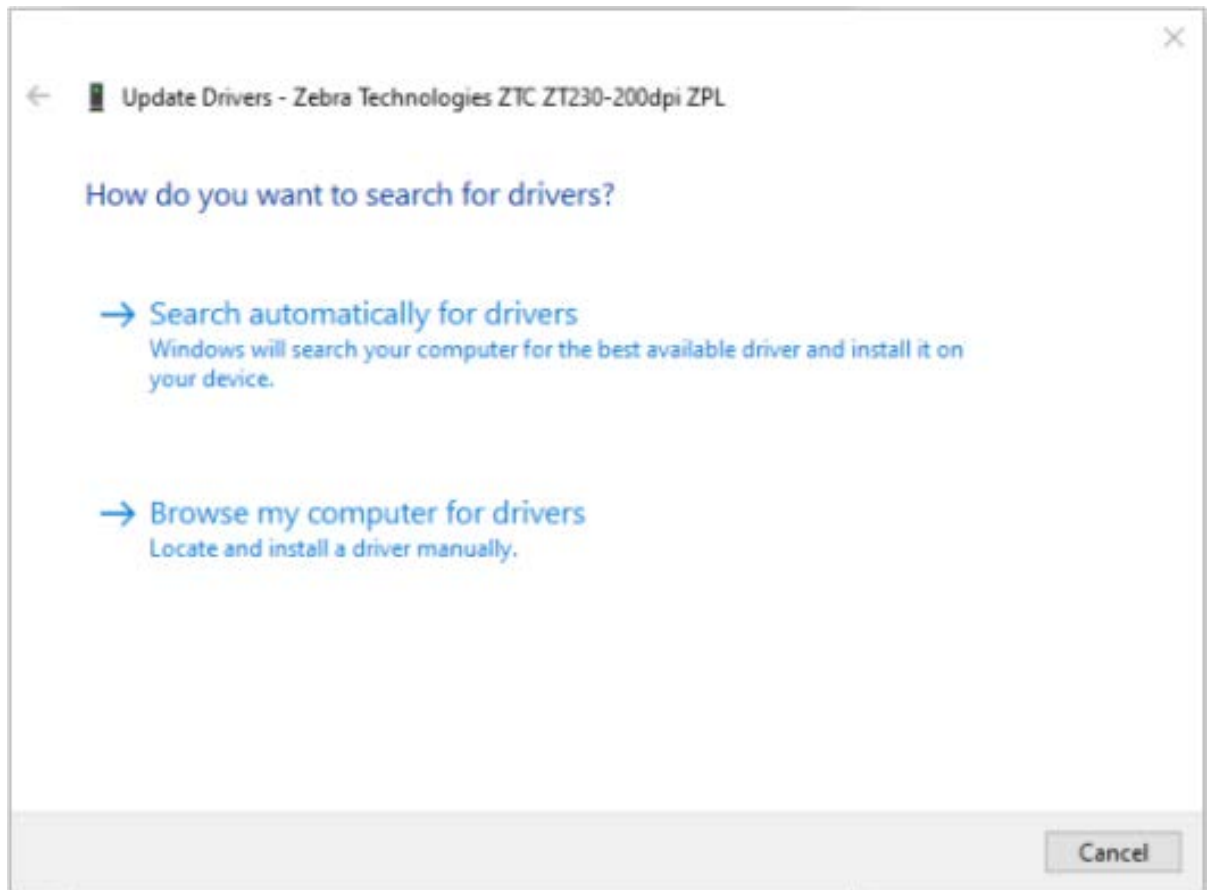 Update Drivers - Zebra Technologies ZTC ZT230-200dpi ZPL
How do you want to search for drivers?
Search automatically for drivers
Windows will search your computer for the best available driver and install it on
your device.
Browse my computer for drivers
Locate and install a driver manually.
Cancel